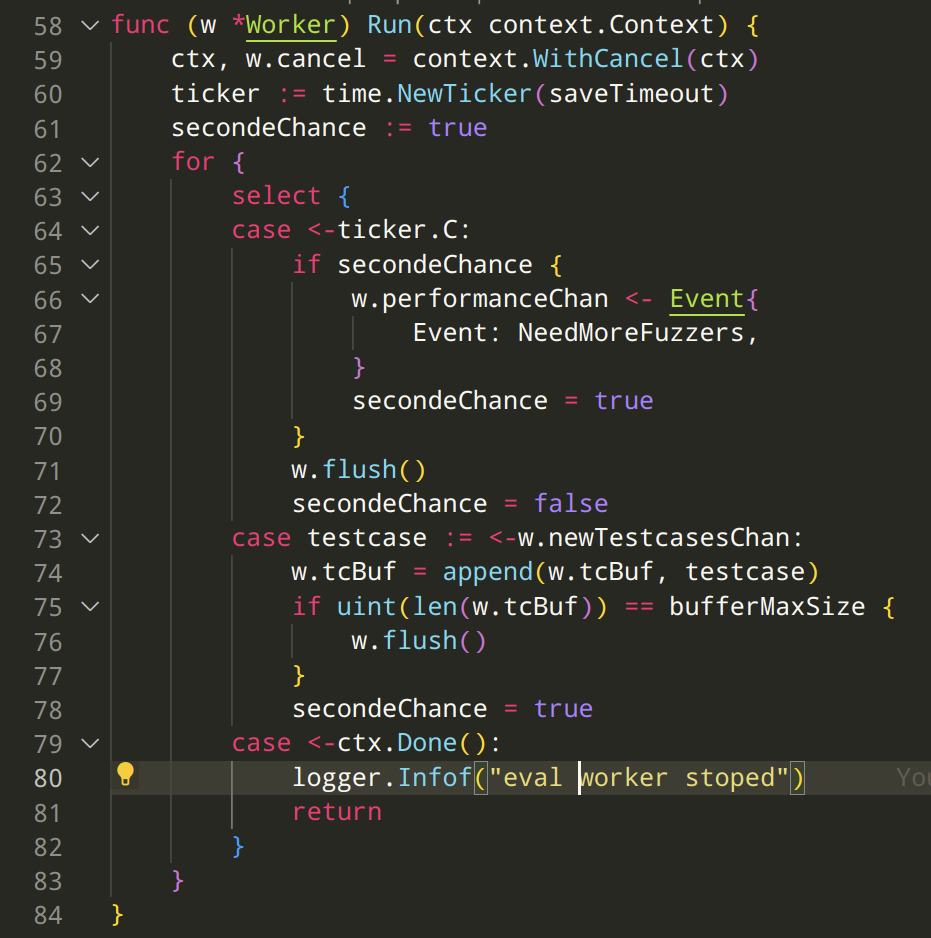 58 func (w *Worker) Run(ctx context.Context) {
59 ctx, w.cancel = context.WithCancel(ctx)
60 ticker := time.NewTicker(saveTimeout)
61 secondeChance := true
62 for {
63 select {
64 case <-ticker.C:
65 if secondeChance {
66 w.performanceChan <- Event{
67 Event: NeedMoreFuzzers,
68 }
69 secondeChance = true
70 }
71 w.flush()
72 secondeChance = false
73 case testcase := <-w.newTestcasesChan:
74 w.tcBuf = append(w.tcBuf, testcase)
75 if uint(len(w.tcBuf)) == bufferMaxSize {
76 w.flush()
77 }
78 secondeChance = true
79 case <-ctx.Done():
80 logger.Infof("eval worker stoped")
81 return
82 }
83 }
84 }